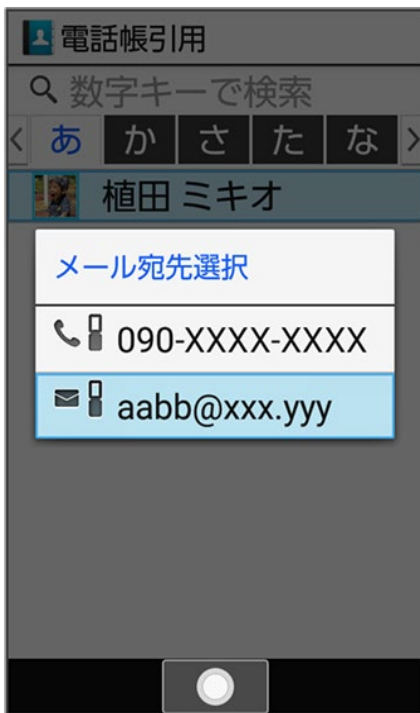 電話帳引用
数字キーで検索
あ か さ た な
植田 ミキオ
メール宛先選択
090-XXXX-XXXX
aabb@xxx.yyy